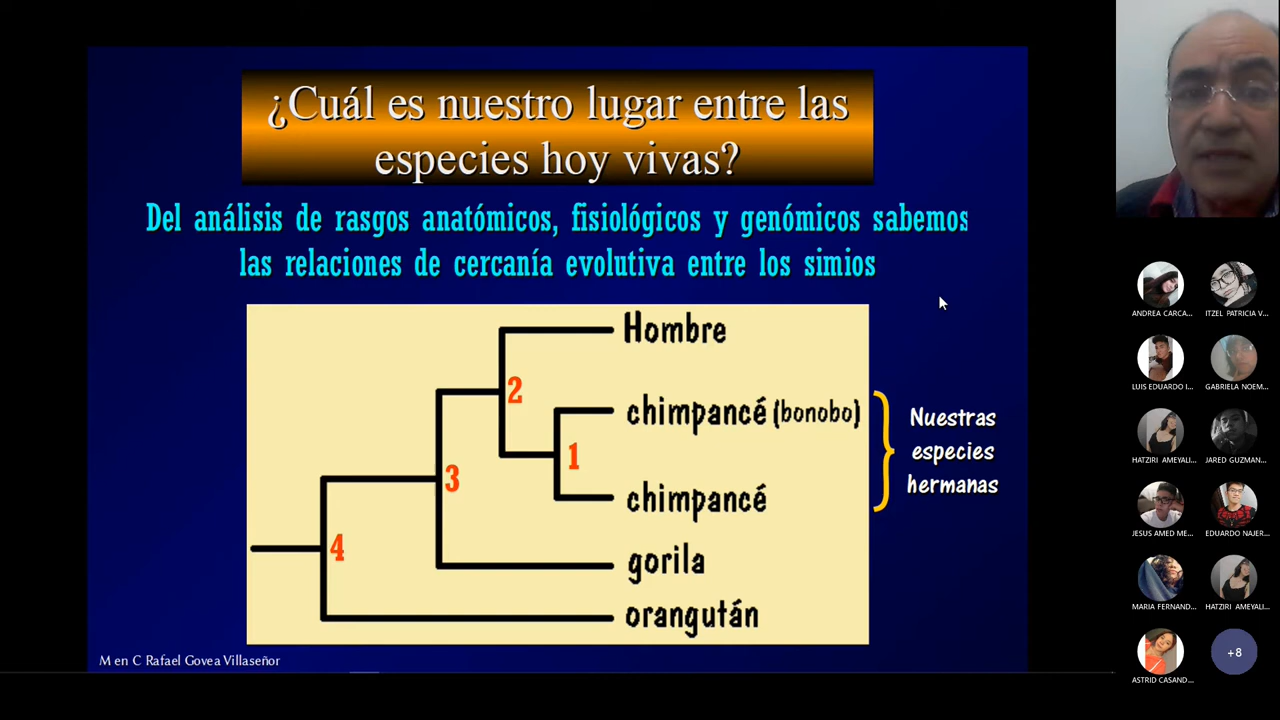 ¿Cuál es nuestro lugar entre las
especies hoy vivas?
Del análisis de rasgos anatómicos, fisiológicos y genómicos sabemos
las relaciones de cercanía evolutiva entre los simios
Hombre
2
chimpancé (bonobo)
1
chimpancé
3
gorila
4
orangután
Nuestras
especies
hermanas
M en C Rafael Govea Villaseñor
ANDREA CARCA...
ITZEL PATRICIA V...
LUIS EDUARDO I...
GABRIELA NOEM...
HATZIRI AMEYALI...
JARED GUZMAN...
JESUS AMED ME...
EDUARDO NAJER...
MARIA FERNAND...
HATZIRI AMEYALI...
ASTRID CASAND...
+8